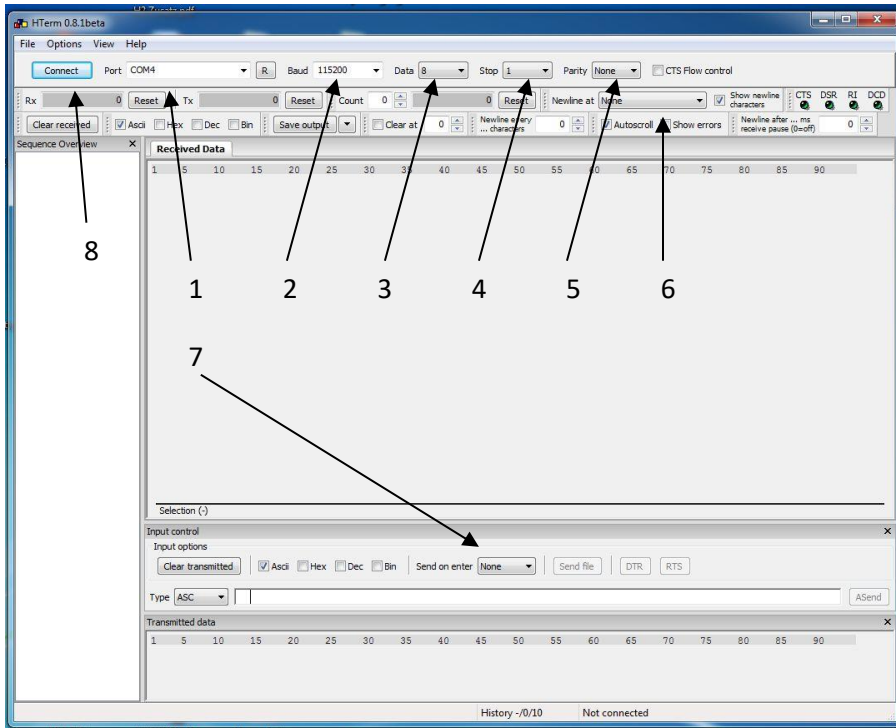 HTerm 0.8.1beta
File Options View Help
Connect Port COM4 R Baud 115200 Data 8 Stop 1 Parity None CTS Flow control
Rx 0 Reset Tx 0 Reset Count 0 0 Reset Newline at None Show newline characters CTS DSR RI DCD
Clear received Ascii Hex Dec Bin Save output Clear at 0 Newline every ... characters 0 Autoscroll Show errors Newline after ... ms receive pause (0=off) 0
Sequence Overview X Received Data
1 5 10 15 20 25 30 35 40 45 50 55 60 65 70 75 80 85 90
8
1 2 3 4 5 6
7
Selection (-)
Input control
Input options
Clear transmitted Ascii Hex Dec Bin Send on enter None Send file DTR RTS
Type ASC ASend
Transmitted data
1 5 10 15 20 25 30 35 40 45 50 55 60 65 70 75 80 85 90
History -/0/10 Not connected